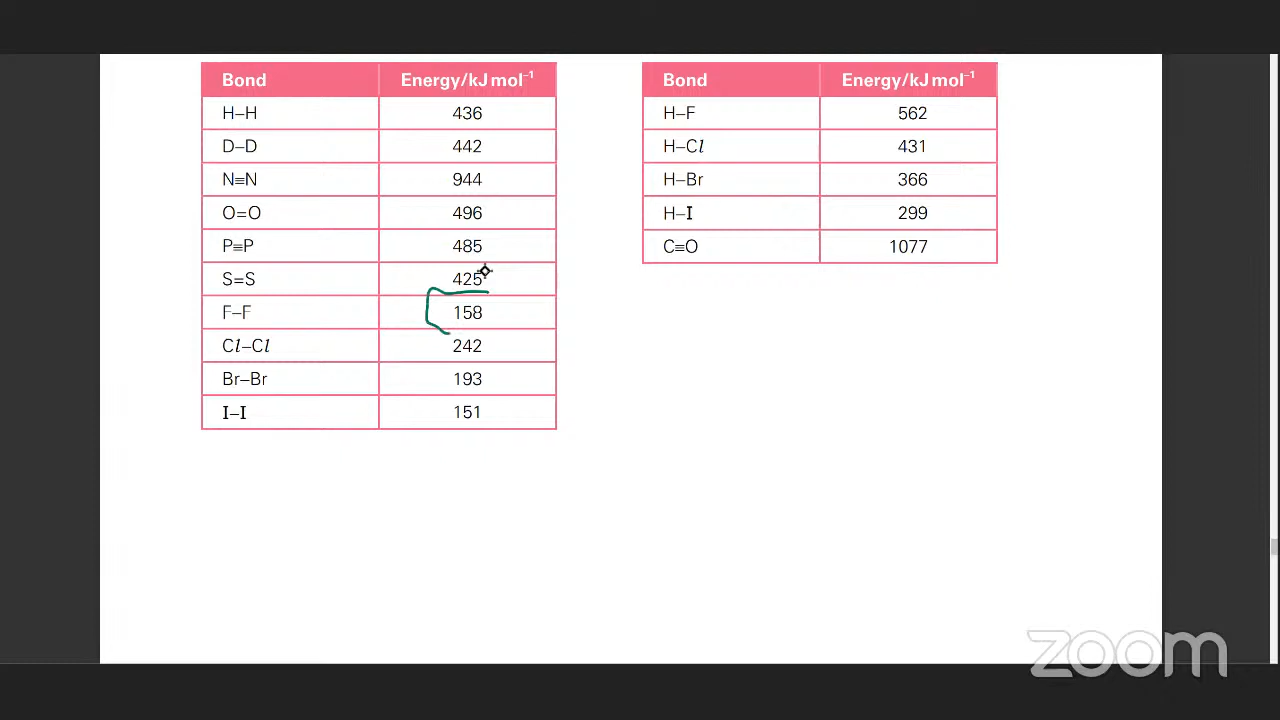 Bond Energy/kJ mol⁻¹
H–H 436
D–D 442
N≡N 944
O=O 496
P≡P 485
S=S 425
F–F 158
Cl–Cl 242
Br–Br 193
I–I 151
Bond Energy/kJ mol⁻¹
H–F 562
H–Cl 431
H–Br 366
H–I 299
C≡O 1077
zoom